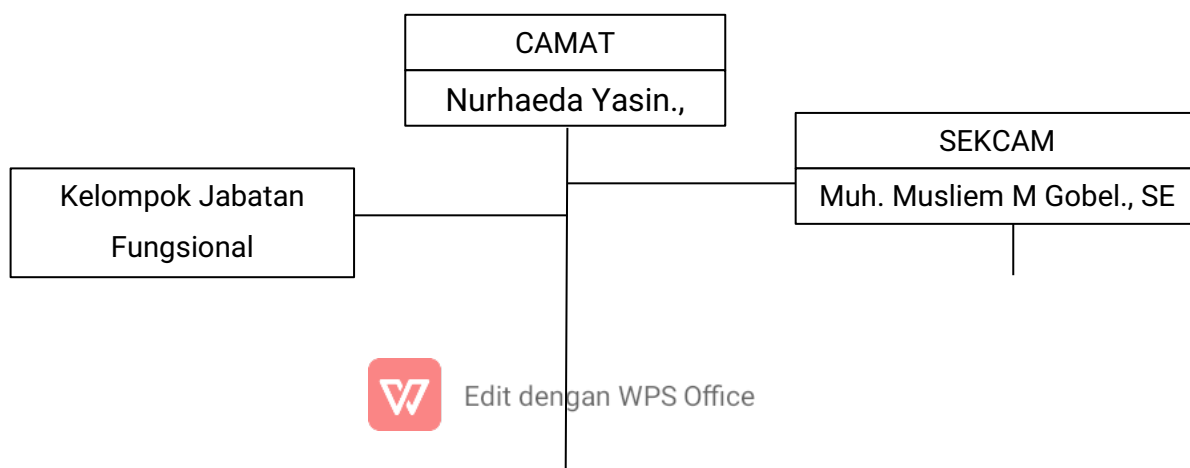 CAMAT
Nurhaeda Yasin.,
SEKCAM
Muh. Musliem M Gobel., SE
Kelompok Jabatan
Fungsional
Edit dengan WPS Office